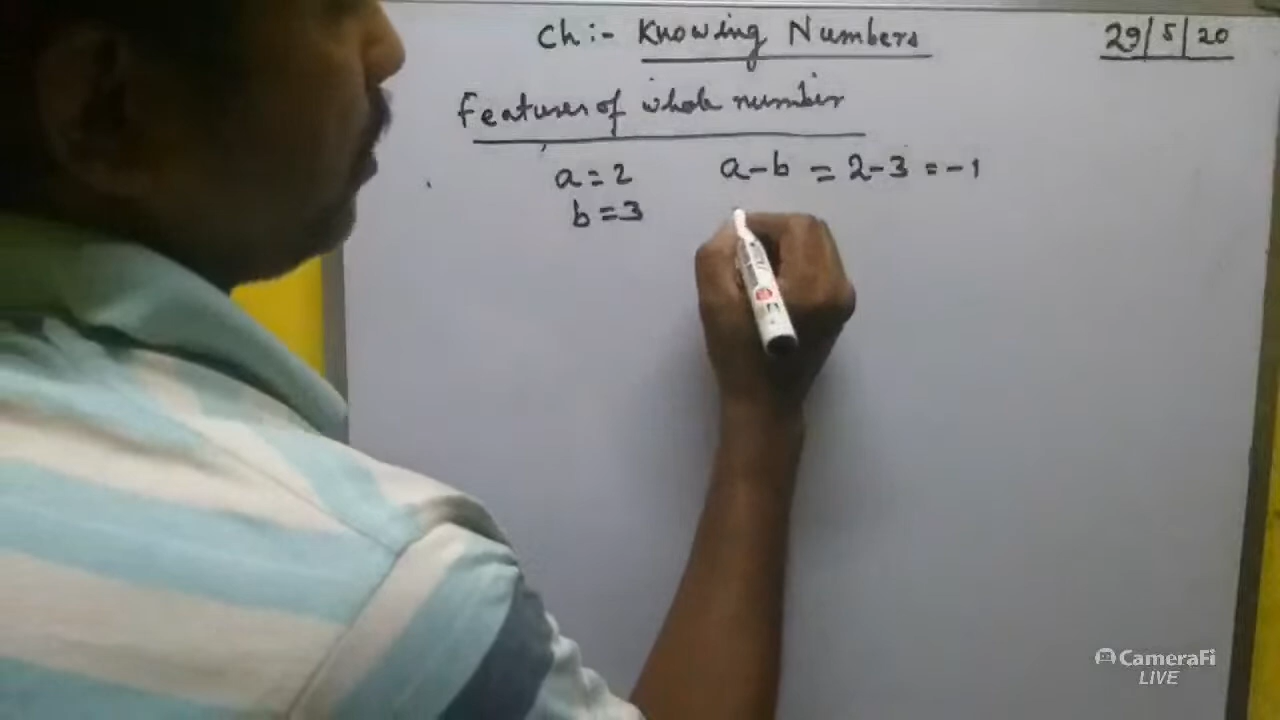 Ch:- Knowing Numbers
29/5/20
Features of whole number
a = 2
a - b = 2 - 3 = -1
b = 3
CameraFi
LIVE